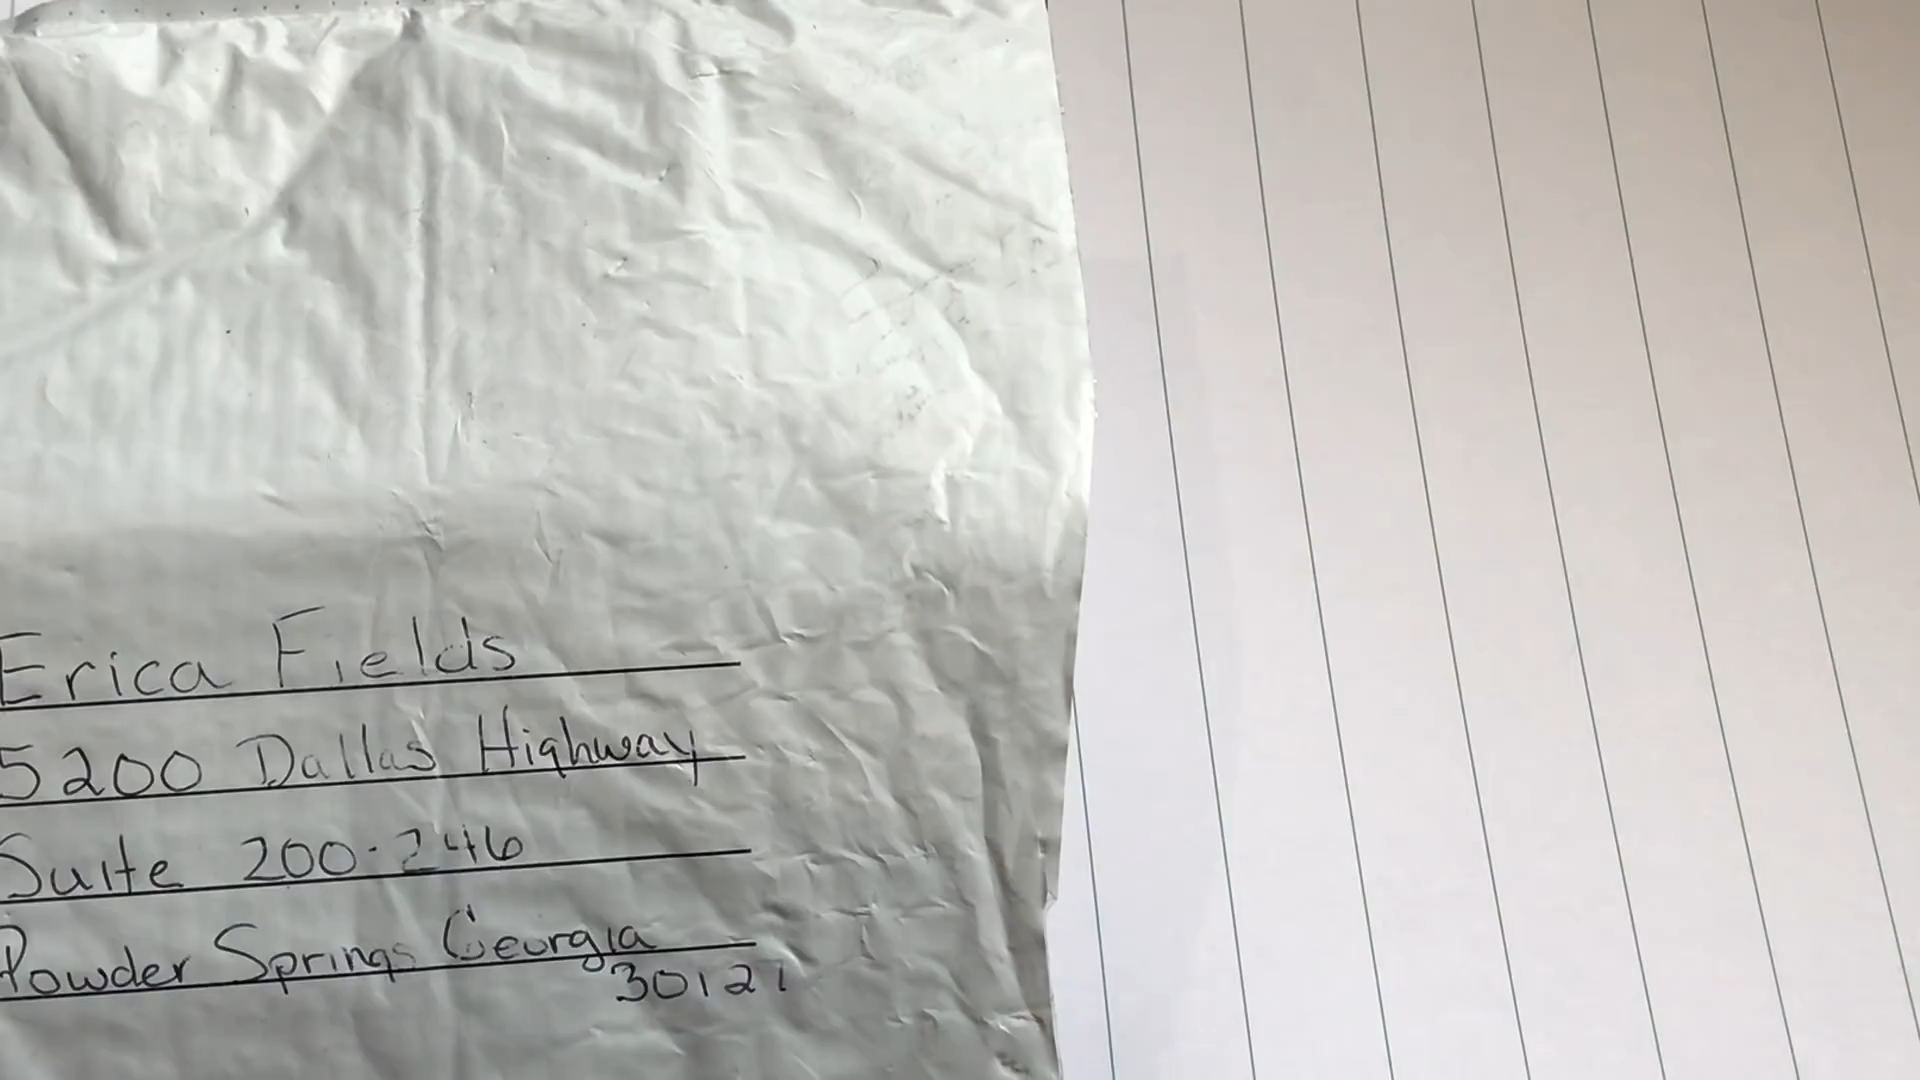 Erica Fields
5200 Dallas Highway
Suite 200-246
Powder Springs Georgia
30127